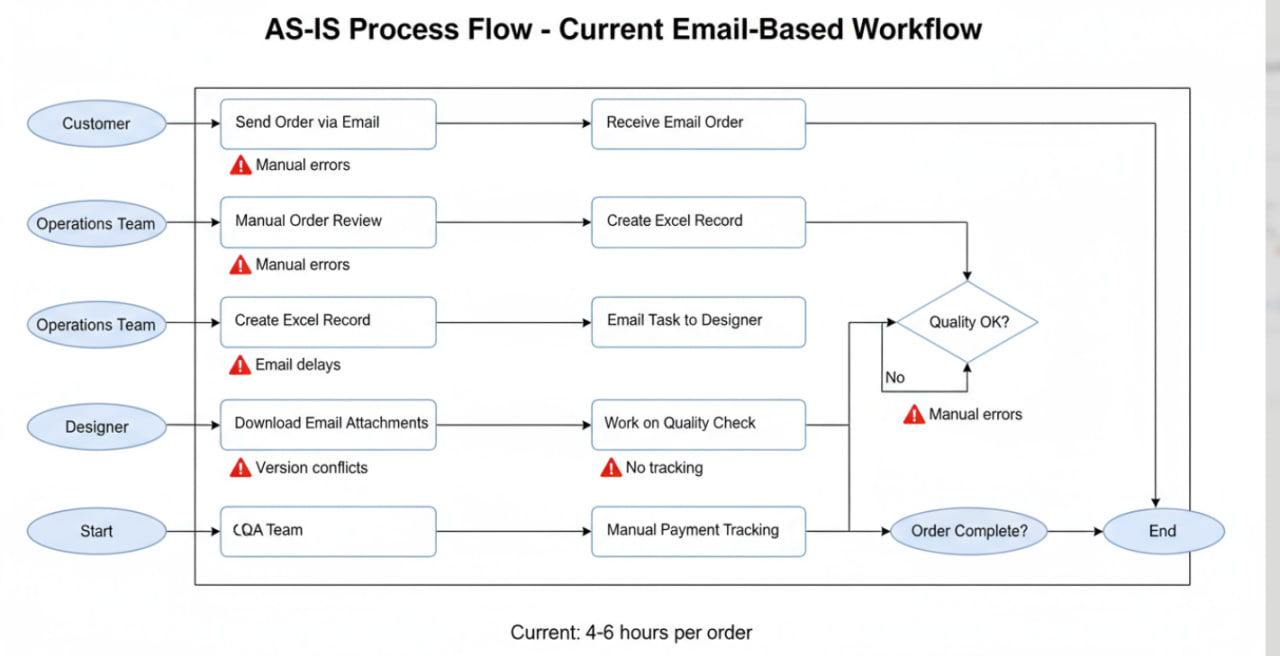 AS-IS Process Flow - Current Email-Based Workflow
Customer
Send Order via Email
Receive Email Order
Manual errors
Operations Team
Manual Order Review
Create Excel Record
Manual errors
Operations Team
Create Excel Record
Email Task to Designer
Quality OK?
Email delays
No
Designer
Download Email Attachments
Work on Quality Check
Manual errors
Version conflicts
No tracking
Start
QA Team
Manual Payment Tracking
Order Complete?
End
Current: 4-6 hours per order